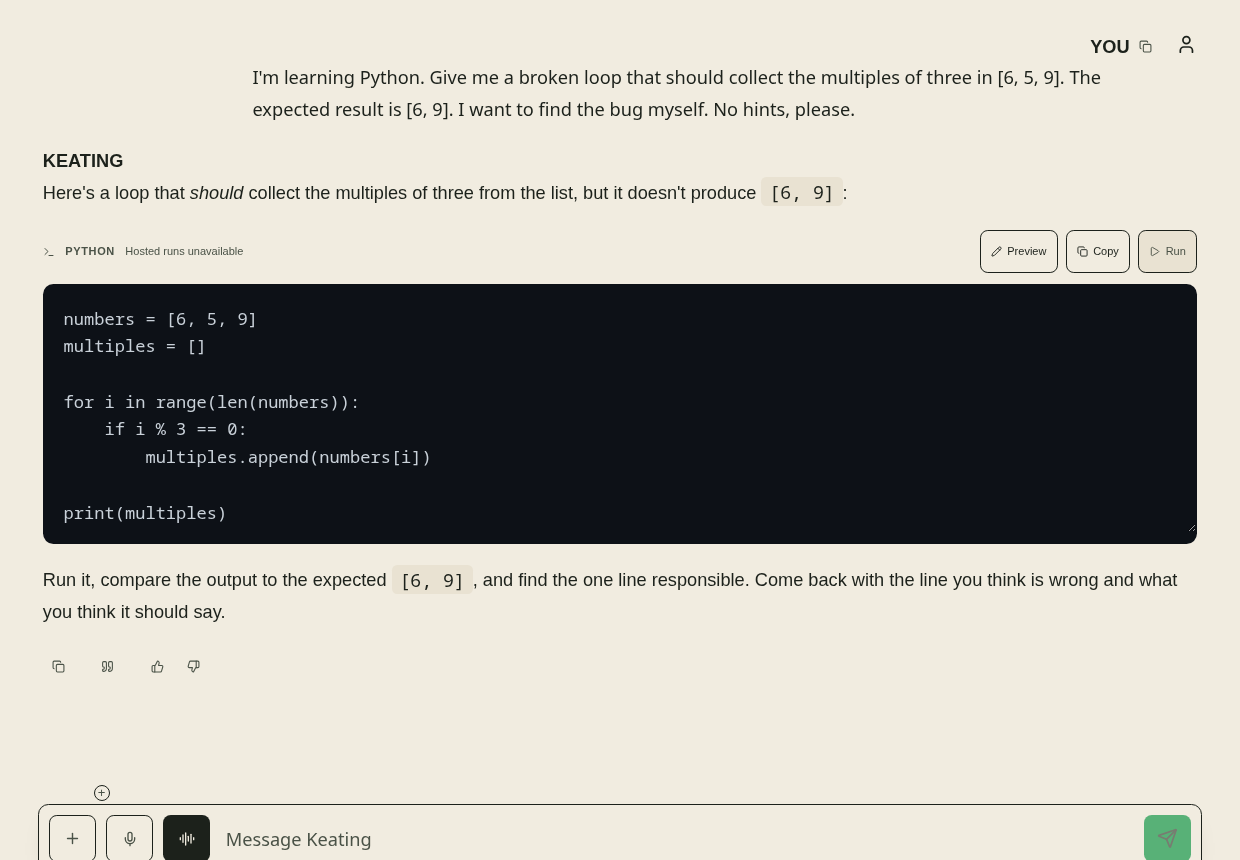 YOU
I'm learning Python. Give me a broken loop that should collect the multiples of three in [6, 5, 9]. The
expected result is [6, 9]. I want to find the bug myself. No hints, please.
KEATING
Here's a loop that should collect the multiples of three from the list, but it doesn't produce [6, 9]:
PYTHON Hosted runs unavailable Preview Copy Run
numbers = [6, 5, 9]
multiples = []
for i in range(len(numbers)):
    if i % 3 == 0:
        multiples.append(numbers[i])
print(multiples)
Run it, compare the output to the expected [6, 9], and find the one line responsible. Come back with the line you think is wrong and what
you think it should say.
Message Keating